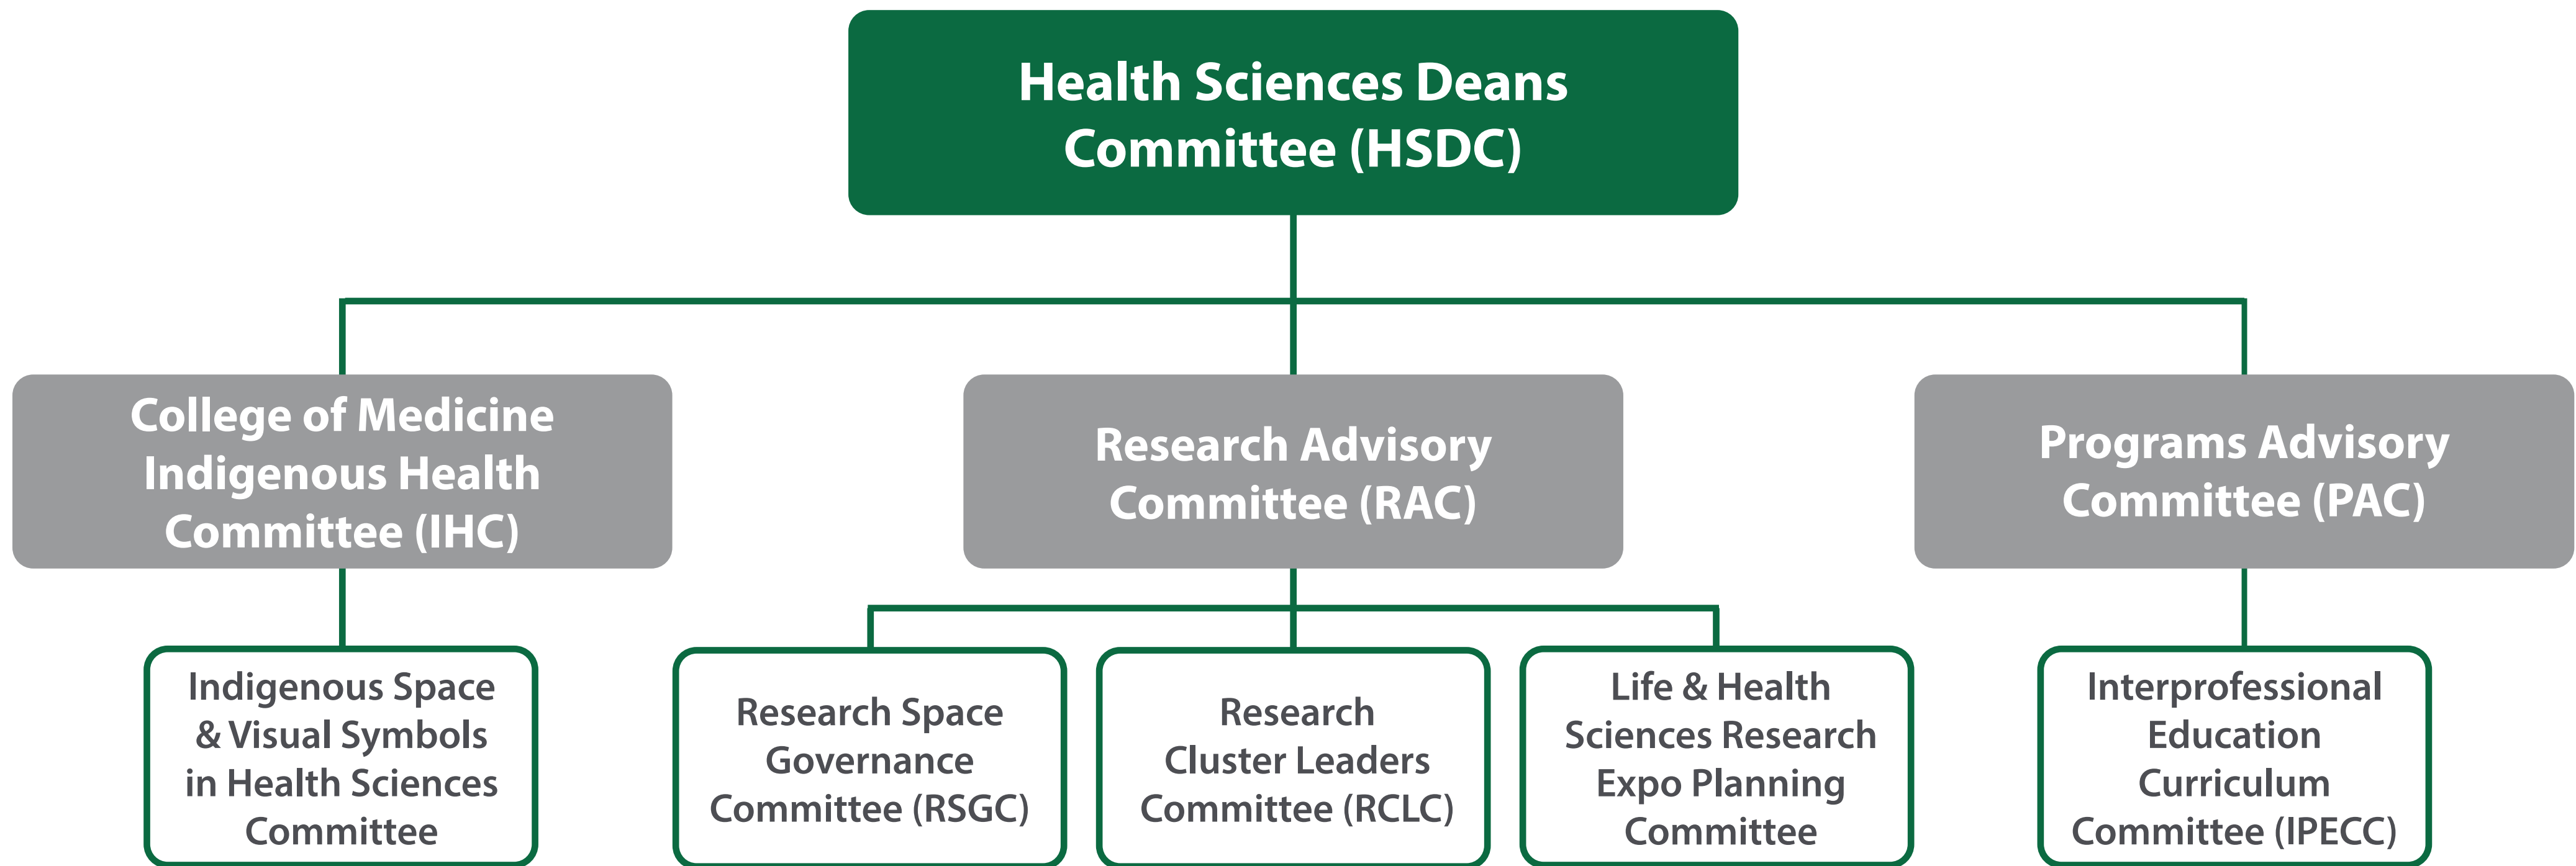 Health Sciences Deans
Committee (HSDC)
College of Medicine
Indigenous Health
Committee (IHC)
Research Advisory
Committee (RAC)
Programs Advisory
Committee (PAC)
Indigenous Space
& Visual Symbols
in Health Sciences
Committee
Research Space
Governance
Committee (RSGC)
Research
Cluster Leaders
Committee (RCLC)
Life & Health
Sciences Research
Expo Planning
Committee
Interprofessional
Education
Curriculum
Committee (IPECC)